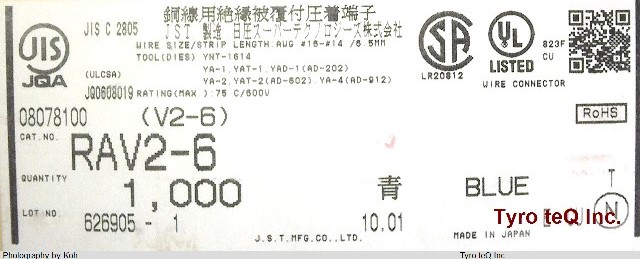 JIS
JQA
JIS C 2805
銅線用絶縁被覆付圧着端子
JST 製造 日圧スーパーテクノロジーズ株式会社
WIRE SIZE/STRIP LENGTH:AWG #16-#14 /6.5MM
TOOL(DIES) YNT-1614
(ULCSA) YA-1.YAT-1.YAD-1(AD-202)
YA-2.YAT-2(AD-602).YA-4(AD-912)
JQ0608019 RATING(MAX):75 C/600V
SA
LR20812
UL
LISTED
823F
CU
WIRE CONNECTOR
RoHS
08078100 (V2-6)
CAT.NO. RAV2-6
QUANTITY 1,000 青 BLUE T
LOT NO. 626905 - 1 10.01 N
J.S.T.MFG.CO.,LTD. MADE IN JAPAN
Tyro teQ Inc.
Photography by Koh Tyro teQ Inc